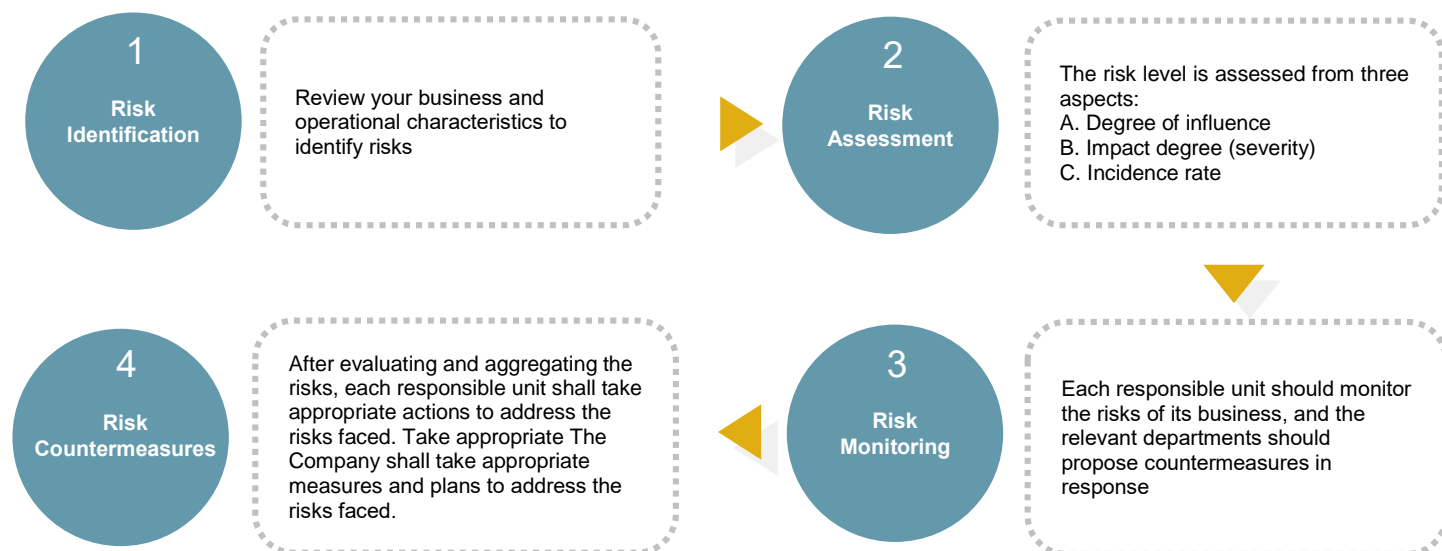 1
Risk
Identification
Review your business and
operational characteristics to
identify risks
2
Risk
Assessment
The risk level is assessed from three
aspects:
A. Degree of influence
B. Impact degree (severity)
C. Incidence rate
3
Risk
Monitoring
Each responsible unit should monitor
the risks of its business, and the
relevant departments should
propose countermeasures in
response
4
Risk
Countermeasures
After evaluating and aggregating the
risks, each responsible unit shall take
appropriate actions to address the
risks faced. Take appropriate The
Company shall take appropriate
measures and plans to address the
risks faced.